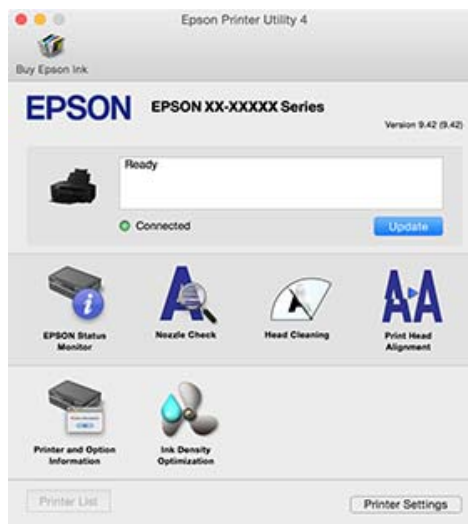 Epson Printer Utility 4
Buy Epson Ink
EPSON
EPSON XX-XXXXX Series
Version 9.42 (9.42)
Ready
Connected
Update
EPSON Status
Monitor
Nozzle Check
Head Cleaning
Print Head
Alignment
Printer and Option
Information
Ink Density
Optimization
Printer List
Printer Settings